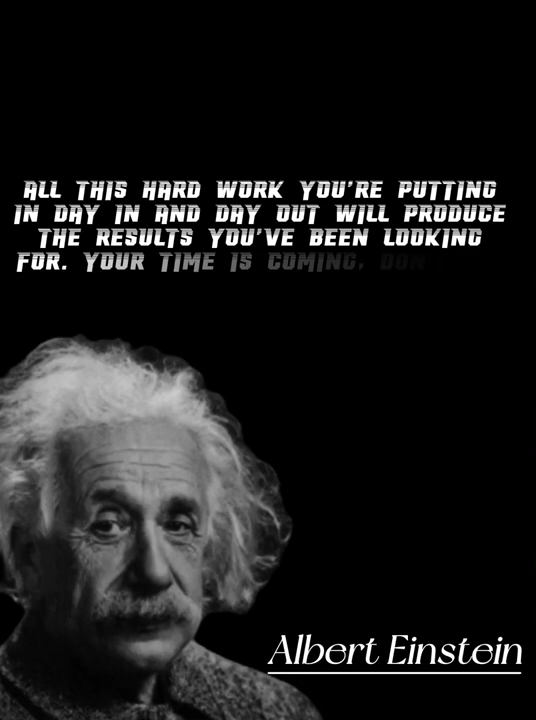 ALL THIS HARD WORK YOU'RE PUTTING
IN DAY IN AND DAY OUT WILL PRODUCE
THE RESULTS YOU'VE BEEN LOOKING
FOR. YOUR TIME IS COMING,
Albert Einstein